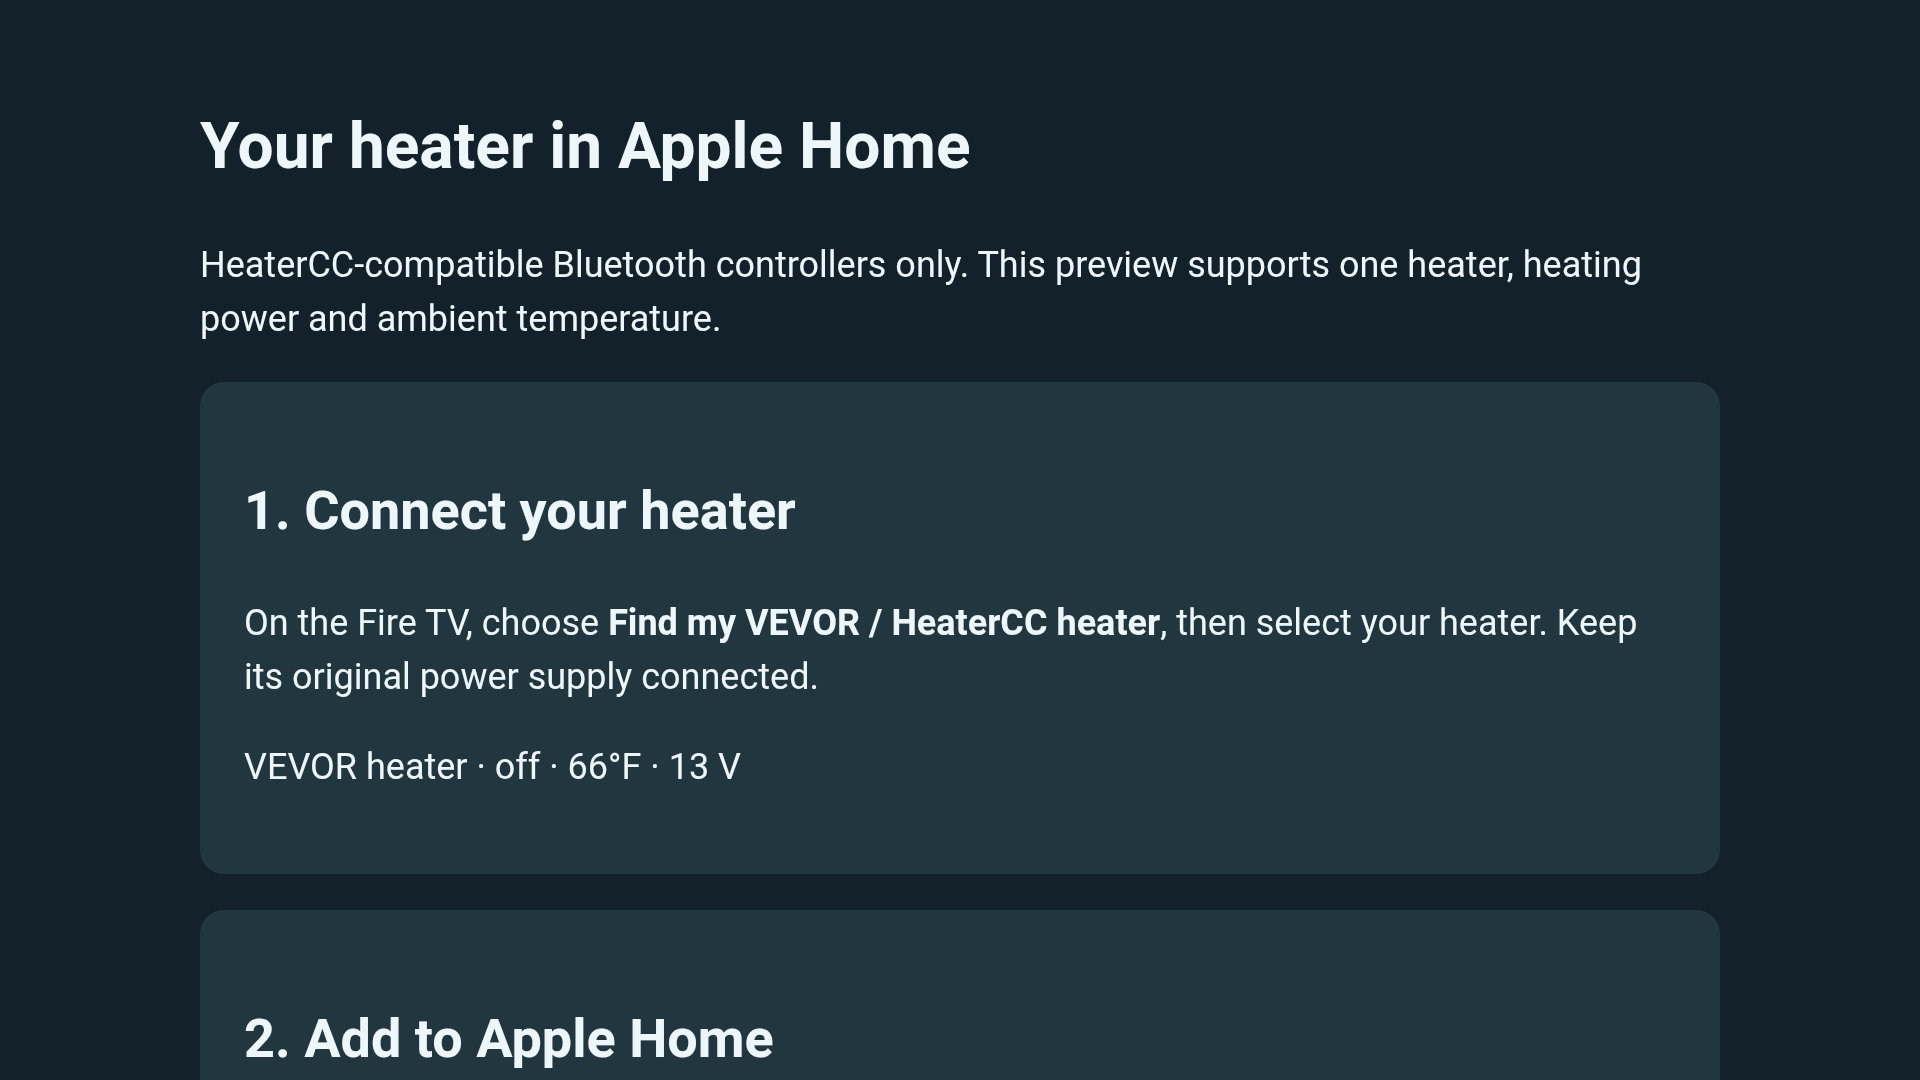 Your heater in Apple Home
HeaterCC-compatible Bluetooth controllers only. This preview supports one heater, heating
power and ambient temperature.
1. Connect your heater
On the Fire TV, choose Find my VEVOR / HeaterCC heater, then select your heater. Keep
its original power supply connected.
VEVOR heater · off · 66°F · 13 V
2. Add to Apple Home